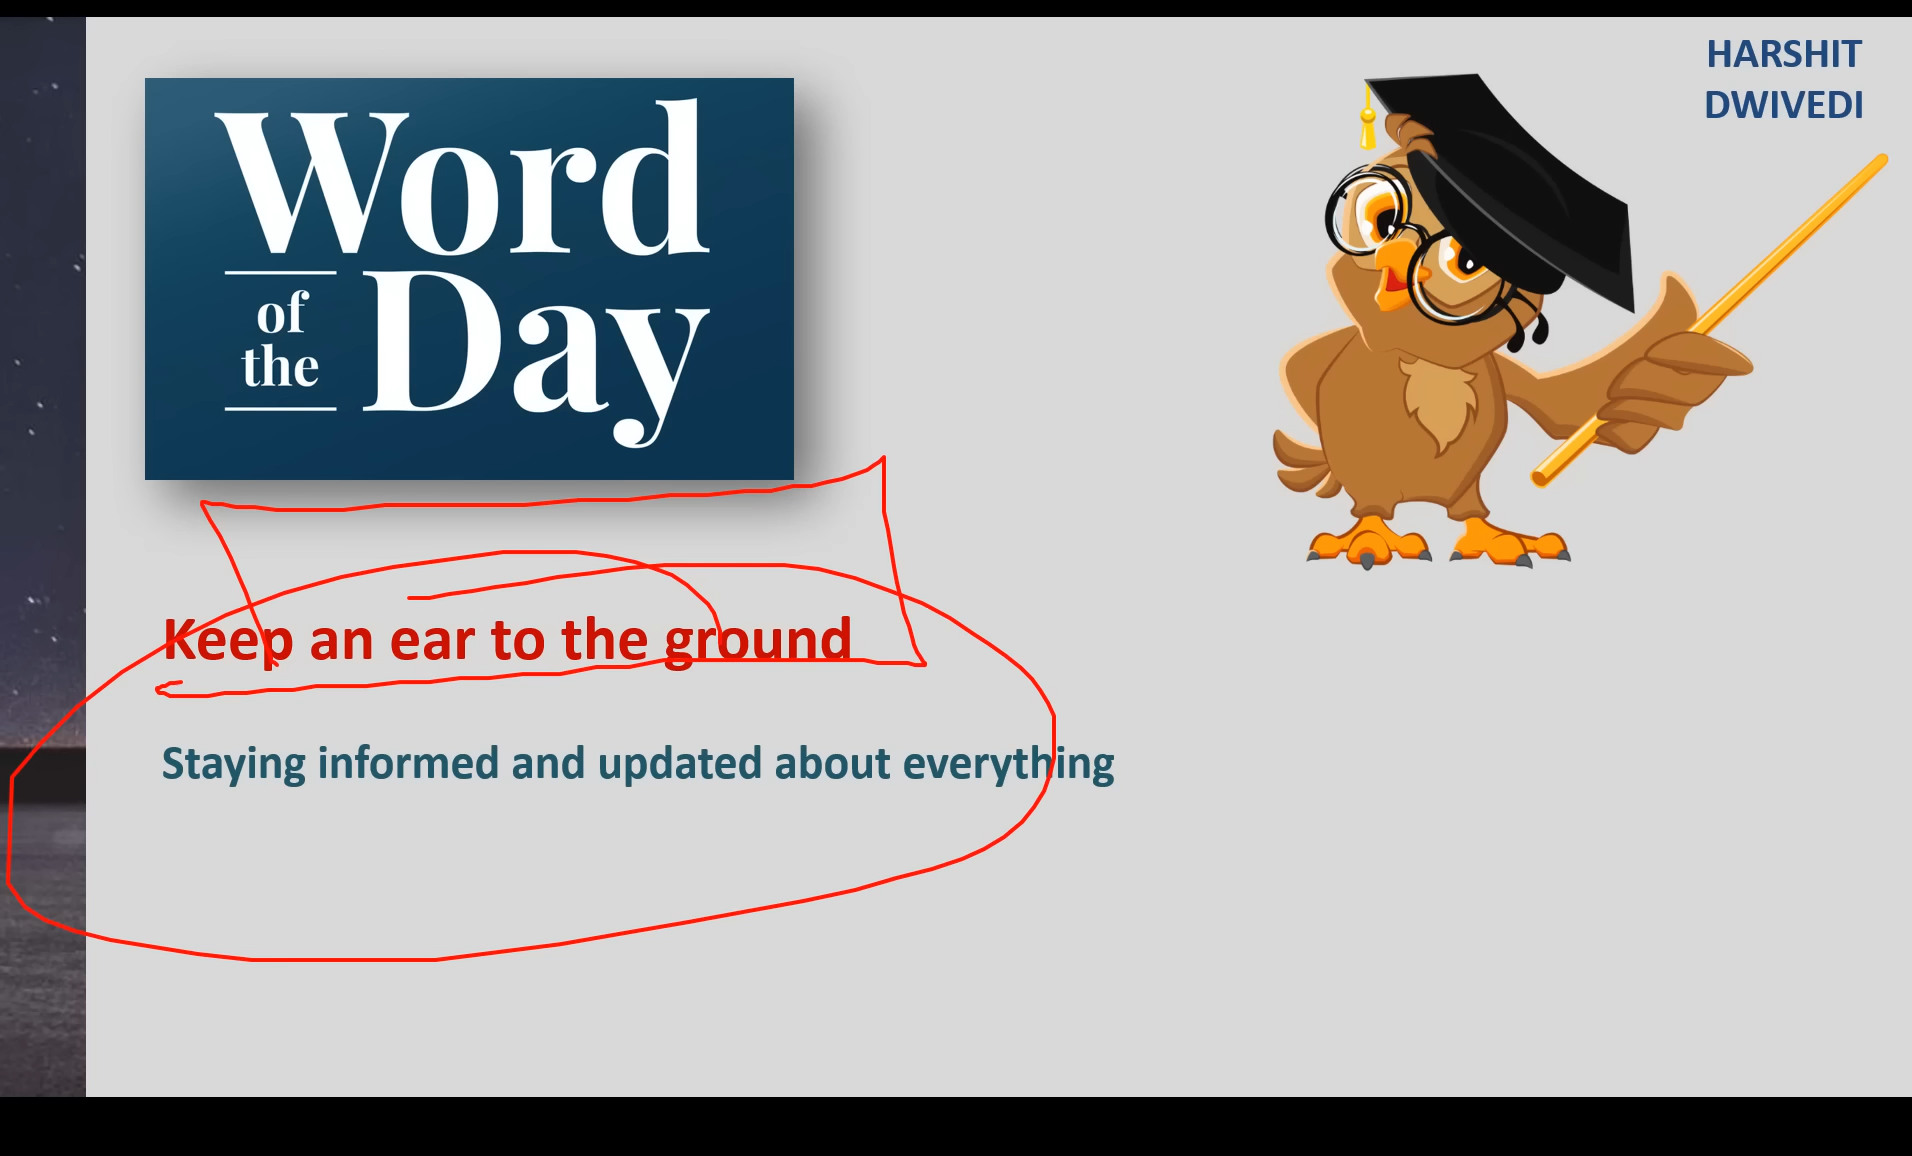 HARSHIT
DWIVEDI
Word
of
the
Day
Keep an ear to the ground
Staying informed and updated about everything